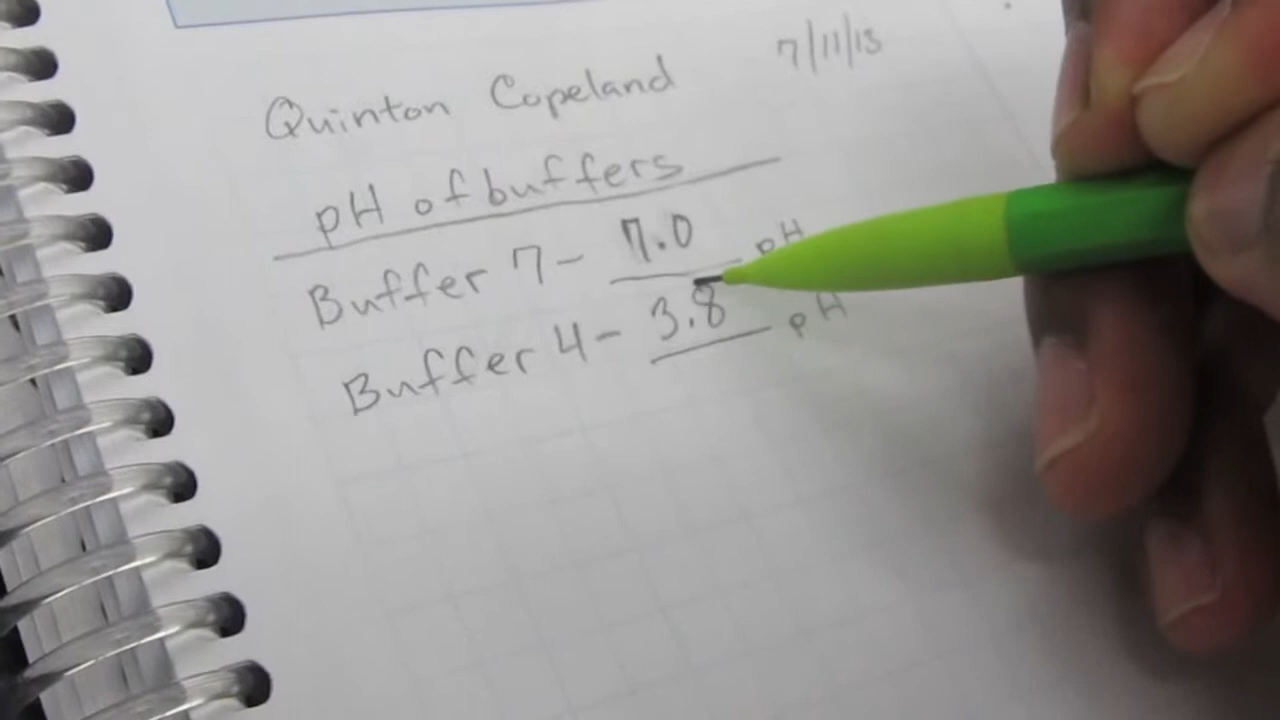 Quinton Copeland 7/11/13
pH of buffers
Buffer 7- 7.0 pH
Buffer 4- 3.8 pH